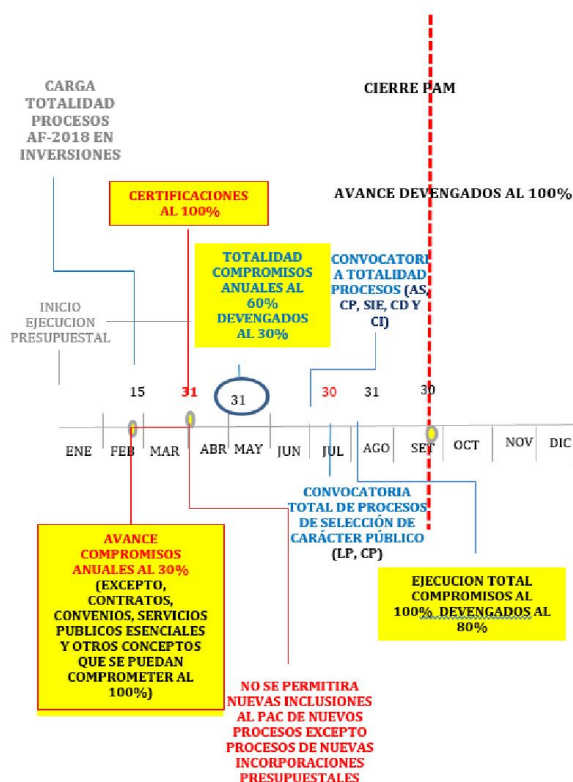 CARGA
TOTALIDAD
PROCESOS
AF-2018 EN
INVERSIONES
CIERRE PAM
CERTIFICACIONES
AL 100%
AVANCE DEVENGADOS AL 100%
TOTALIDAD
COMPROMISOS
ANUALES AL
60%
DEVENGADOS
AL 30%
CONVOCATORI
A TOTALIDAD
PROCESOS (AS,
CP, SIE, CD Y
CI)
INICIO
EJECUCION
PRESUPUESTAL
15 31 31 30 31 30
ENE FEB MAR ABR MAY JUN JUL AGO SET OCT NOV DIC
CONVOCATORIA
TOTAL DE PROCESOS
DE SELECCIÓN DE
CARÁCTER PÚBLICO
(LP, CP)
AVANCE
COMPROMISOS
ANUALES AL 30%
(EXCEPTO,
CONTRATOS,
CONVENIOS, SERVICIOS
PUBLICOS ESENCIALES
Y OTROS CONCEPTOS
QUE SE PUEDAN
COMPROMETER AL
100%)
EJECUCION TOTAL
COMPROMISOS AL
100% DEVENGADOS AL
80%
NO SE PERMITIRA
NUEVAS INCLUSIONES
AL PAC DE NUEVOS
PROCESOS EXCEPTO
PROCESOS DE NUEVAS
INCORPORACIONES
PRESUPUESTALES